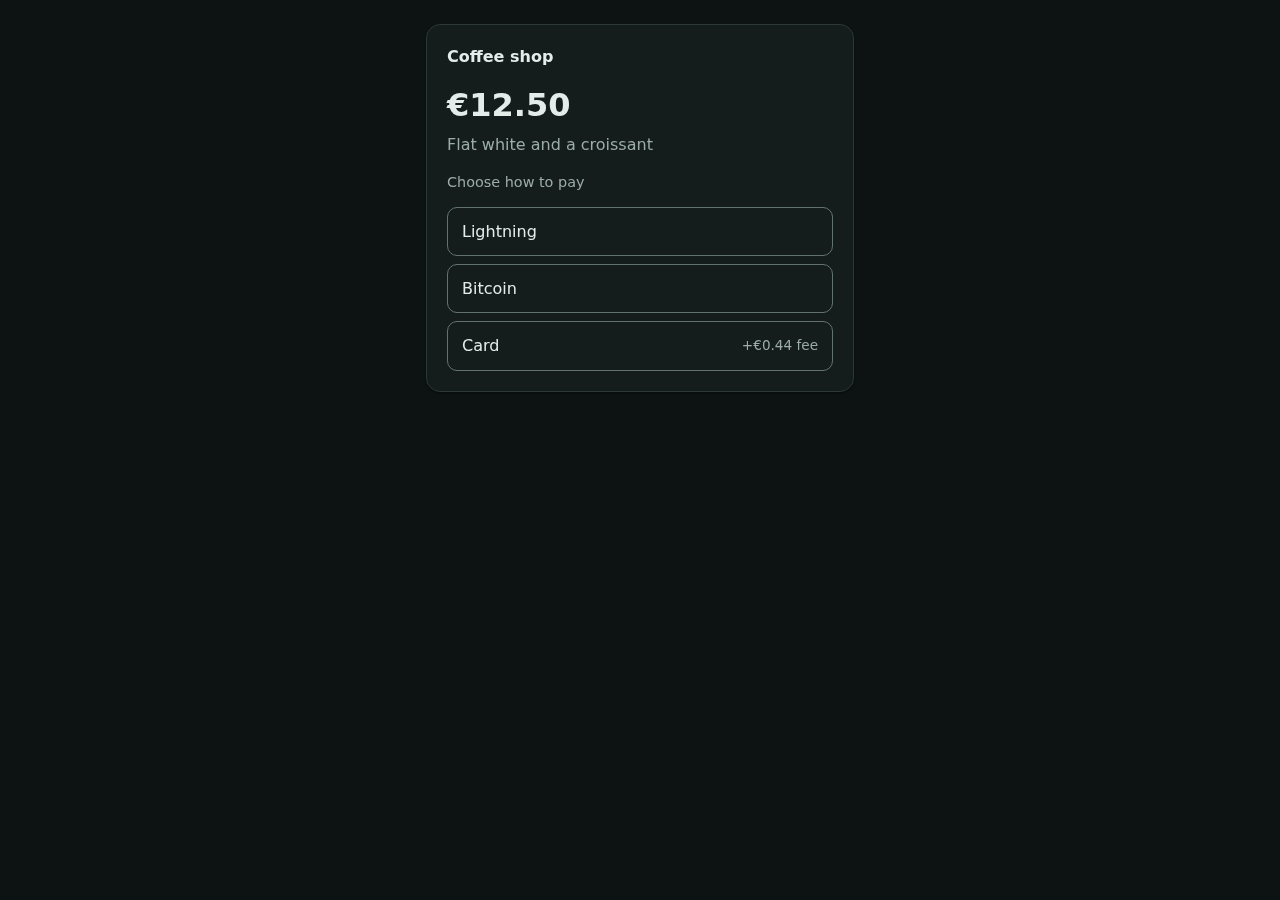 Coffee shop
€12.50
Flat white and a croissant
Choose how to pay
Lightning
Bitcoin
Card +€0.44 fee